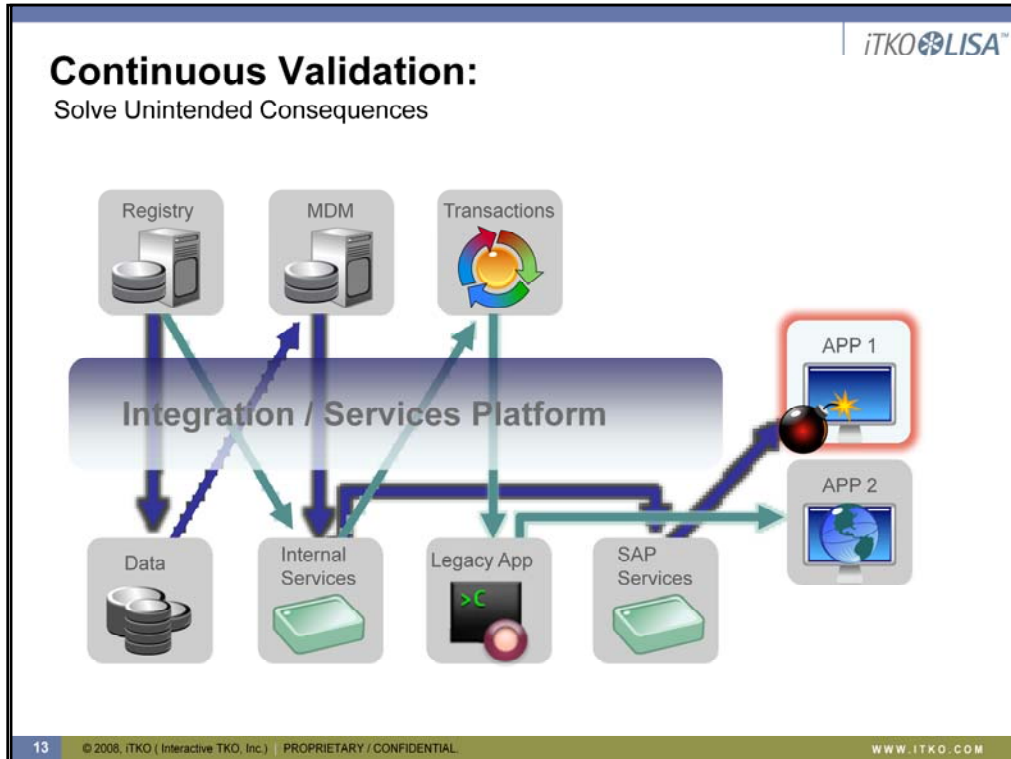 iTKO LISA™
Continuous Validation:
Solve Unintended Consequences
Registry
MDM
Transactions
APP 1
Integration / Services Platform
APP 2
Data
Internal
Services
Legacy App
SAP
Services
>C
13 © 2008, iTKO ( Interactive TKO, Inc.) | PROPRIETARY / CONFIDENTIAL. WWW.ITKO.COM